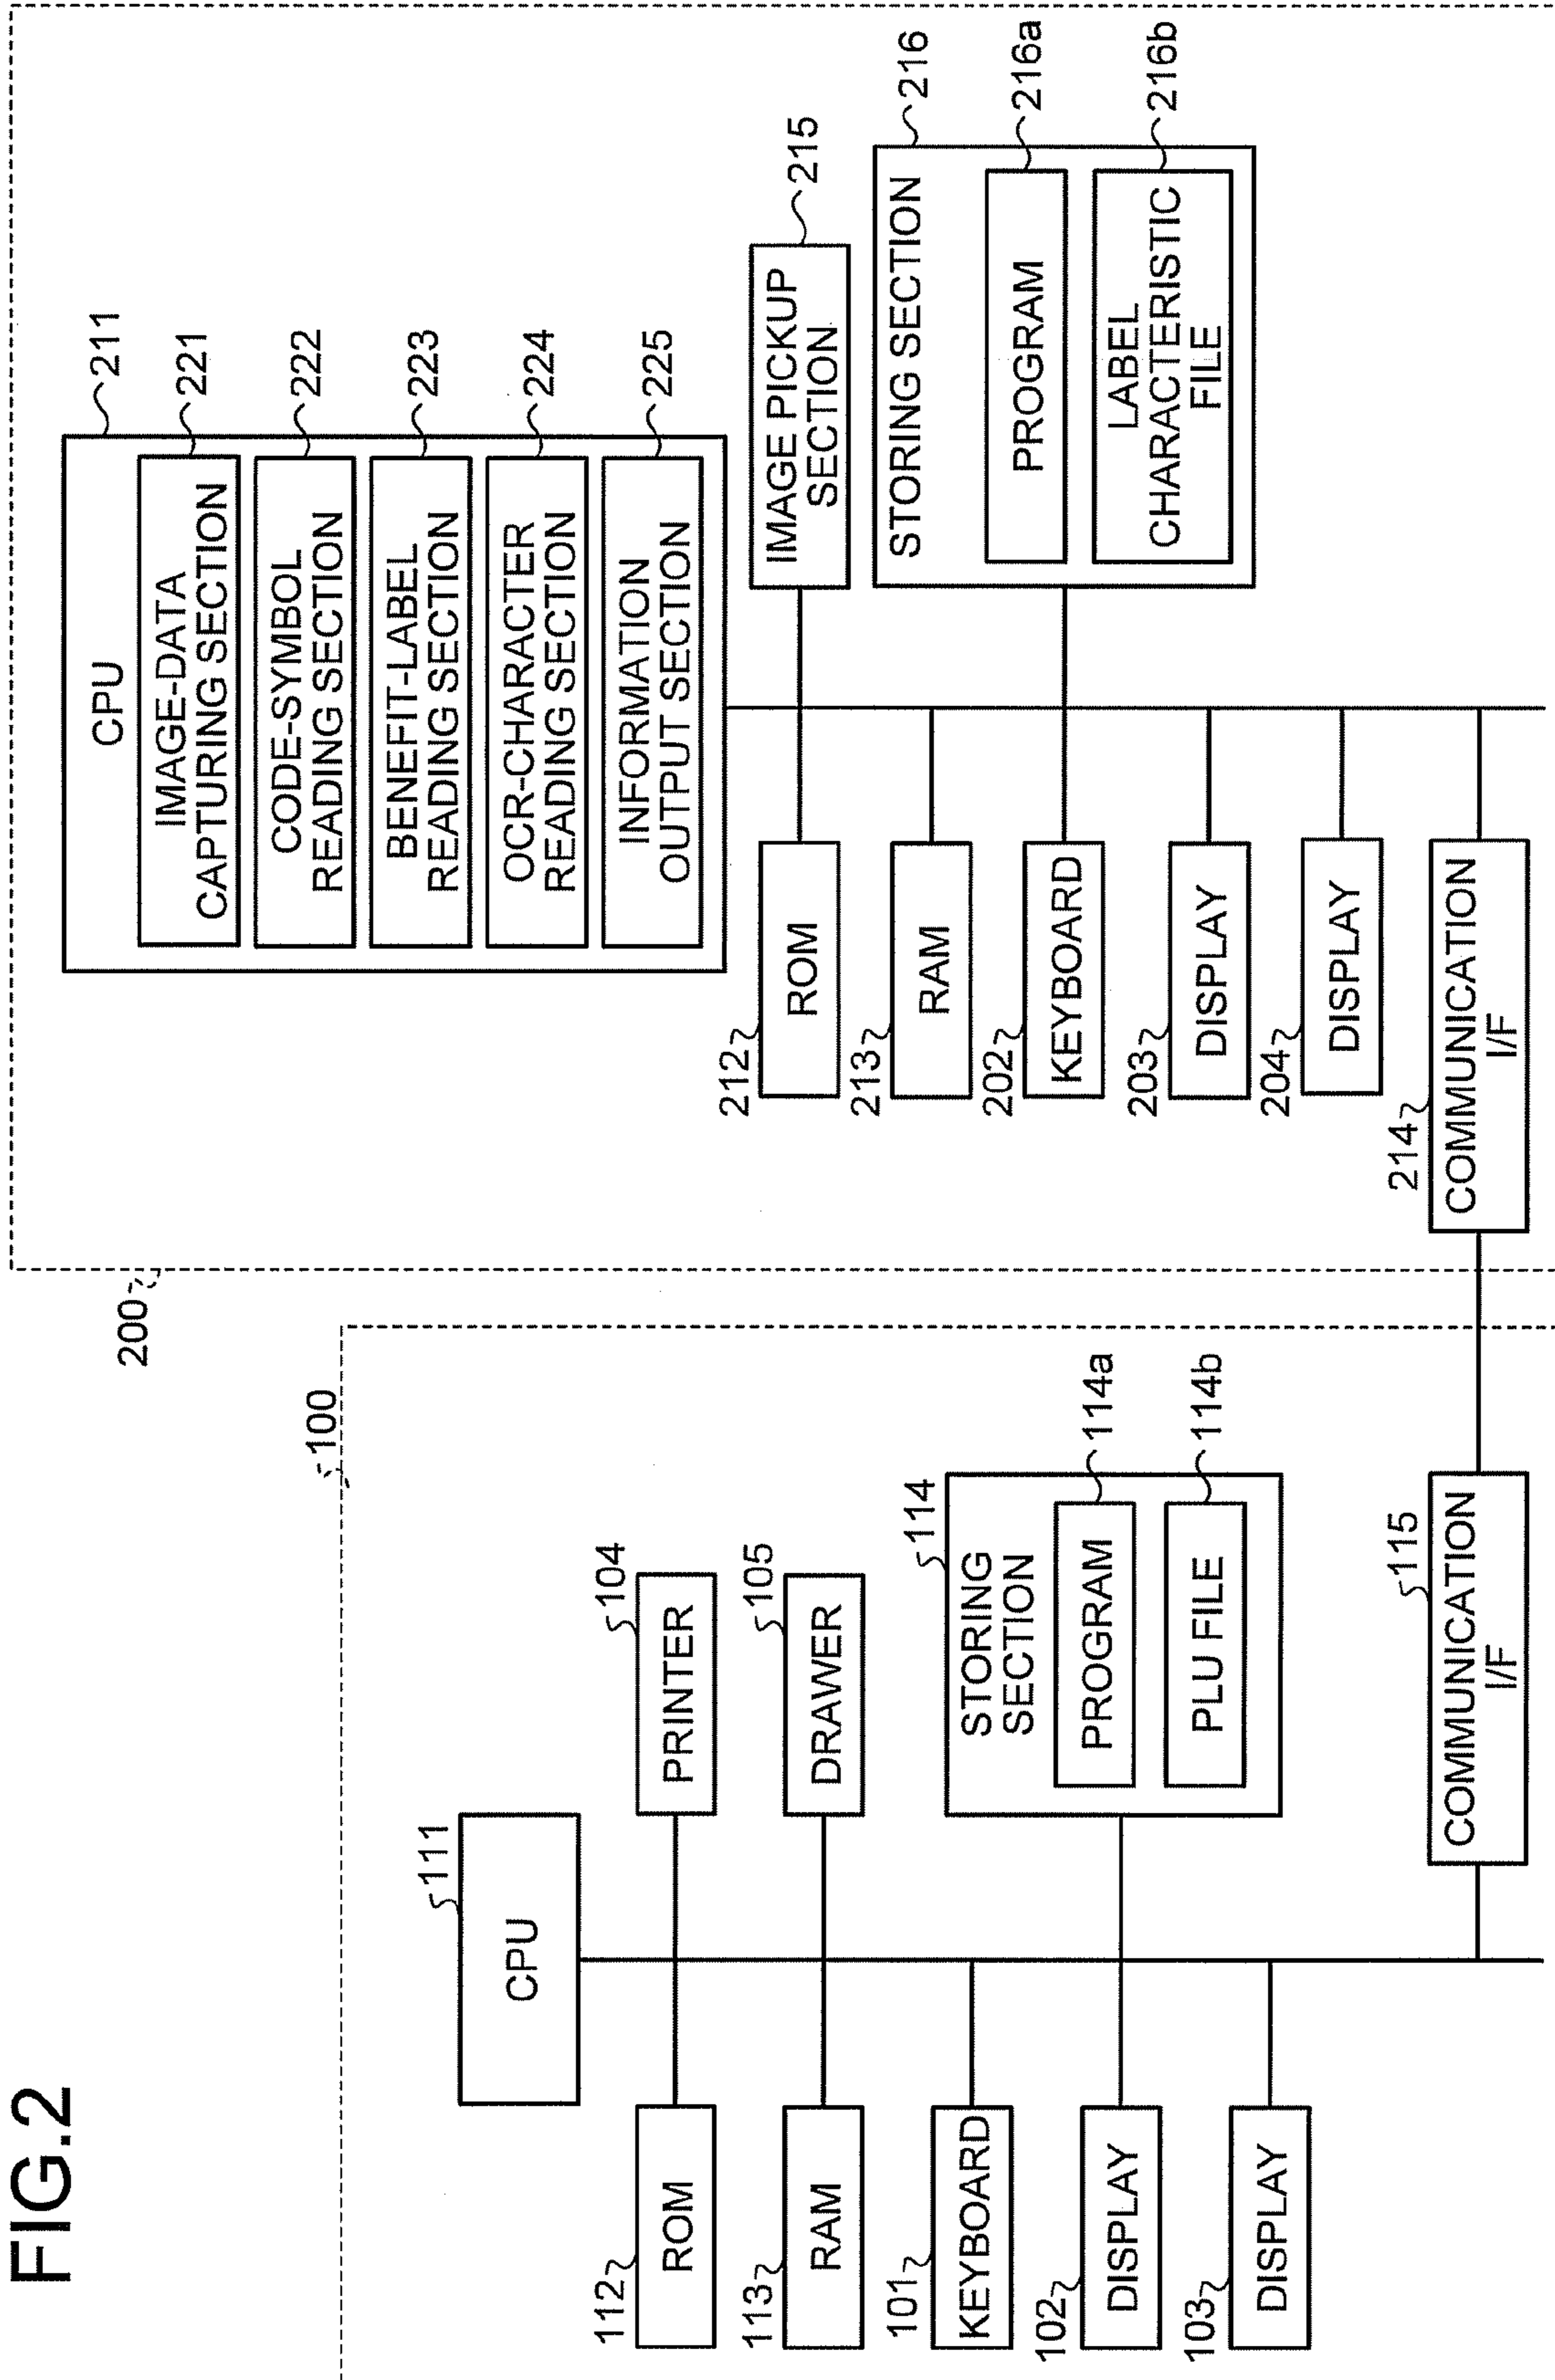 FIG.2
100
111
CPU
112
ROM
104
PRINTER
113
RAM
105
DRAWER
101
KEYBOARD
114
STORING
SECTION
114a
PROGRAM
114b
PLU FILE
102
DISPLAY
103
DISPLAY
115
COMMUNICATION
I/F
200
211
CPU
221
IMAGE-DATA
CAPTURING SECTION
222
CODE-SYMBOL
READING SECTION
223
BENEFIT-LABEL
READING SECTION
224
OCR-CHARACTER
READING SECTION
225
INFORMATION
OUTPUT SECTION
212
ROM
215
IMAGE PICKUP
SECTION
213
RAM
216
STORING SECTION
216a
PROGRAM
216b
LABEL
CHARACTERISTIC
FILE
202
KEYBOARD
203
DISPLAY
204
DISPLAY
214
COMMUNICATION
I/F